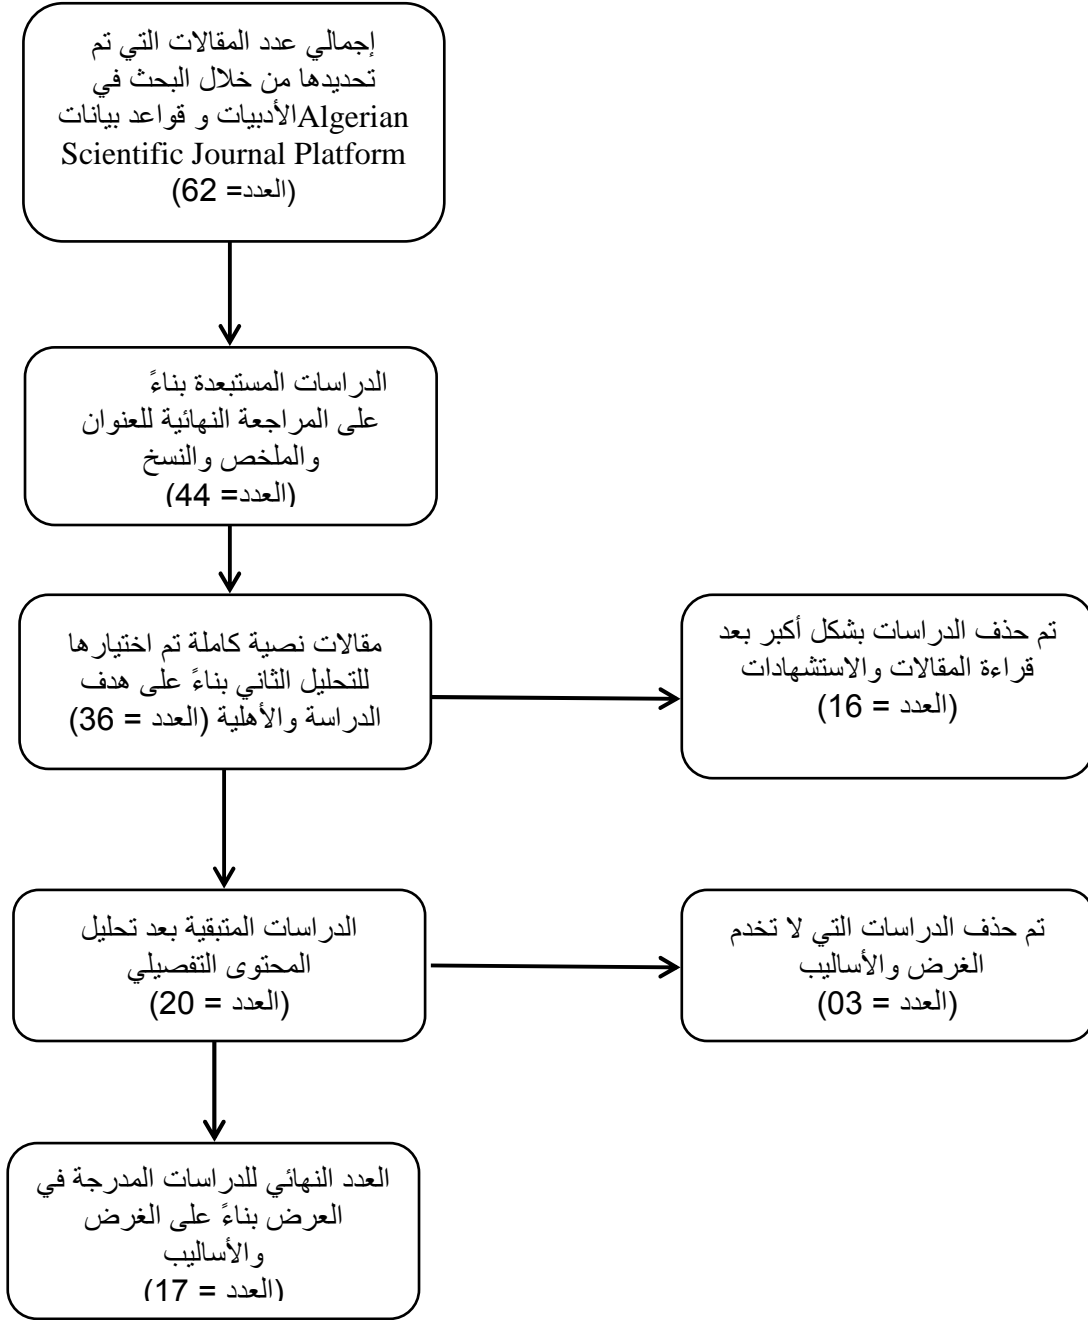 إجمالي عدد المقالات التي تم
تحديدها من خلال البحث في
الأدبيات و قواعد بيانات Algerian
Scientific Journal Platform
(العدد= 62)
الدراسات المستبعدة بناءً
على المراجعة النهائية للعنوان
والملخص والنسخ
(العدد= 44)
مقالات نصية كاملة تم اختيارها
للتحليل الثاني بناءً على هدف
الدراسة والأهلية (العدد = 36)
تم حذف الدراسات بشكل أكبر بعد
قراءة المقالات والاستشهادات
(العدد = 16)
الدراسات المتبقية بعد تحليل
المحتوى التفصيلي
(العدد = 20)
تم حذف الدراسات التي لا تخدم
الغرض والأساليب
(العدد = 03)
العدد النهائي للدراسات المدرجة في
العرض بناءً على الغرض
والأساليب
(العدد = 17)